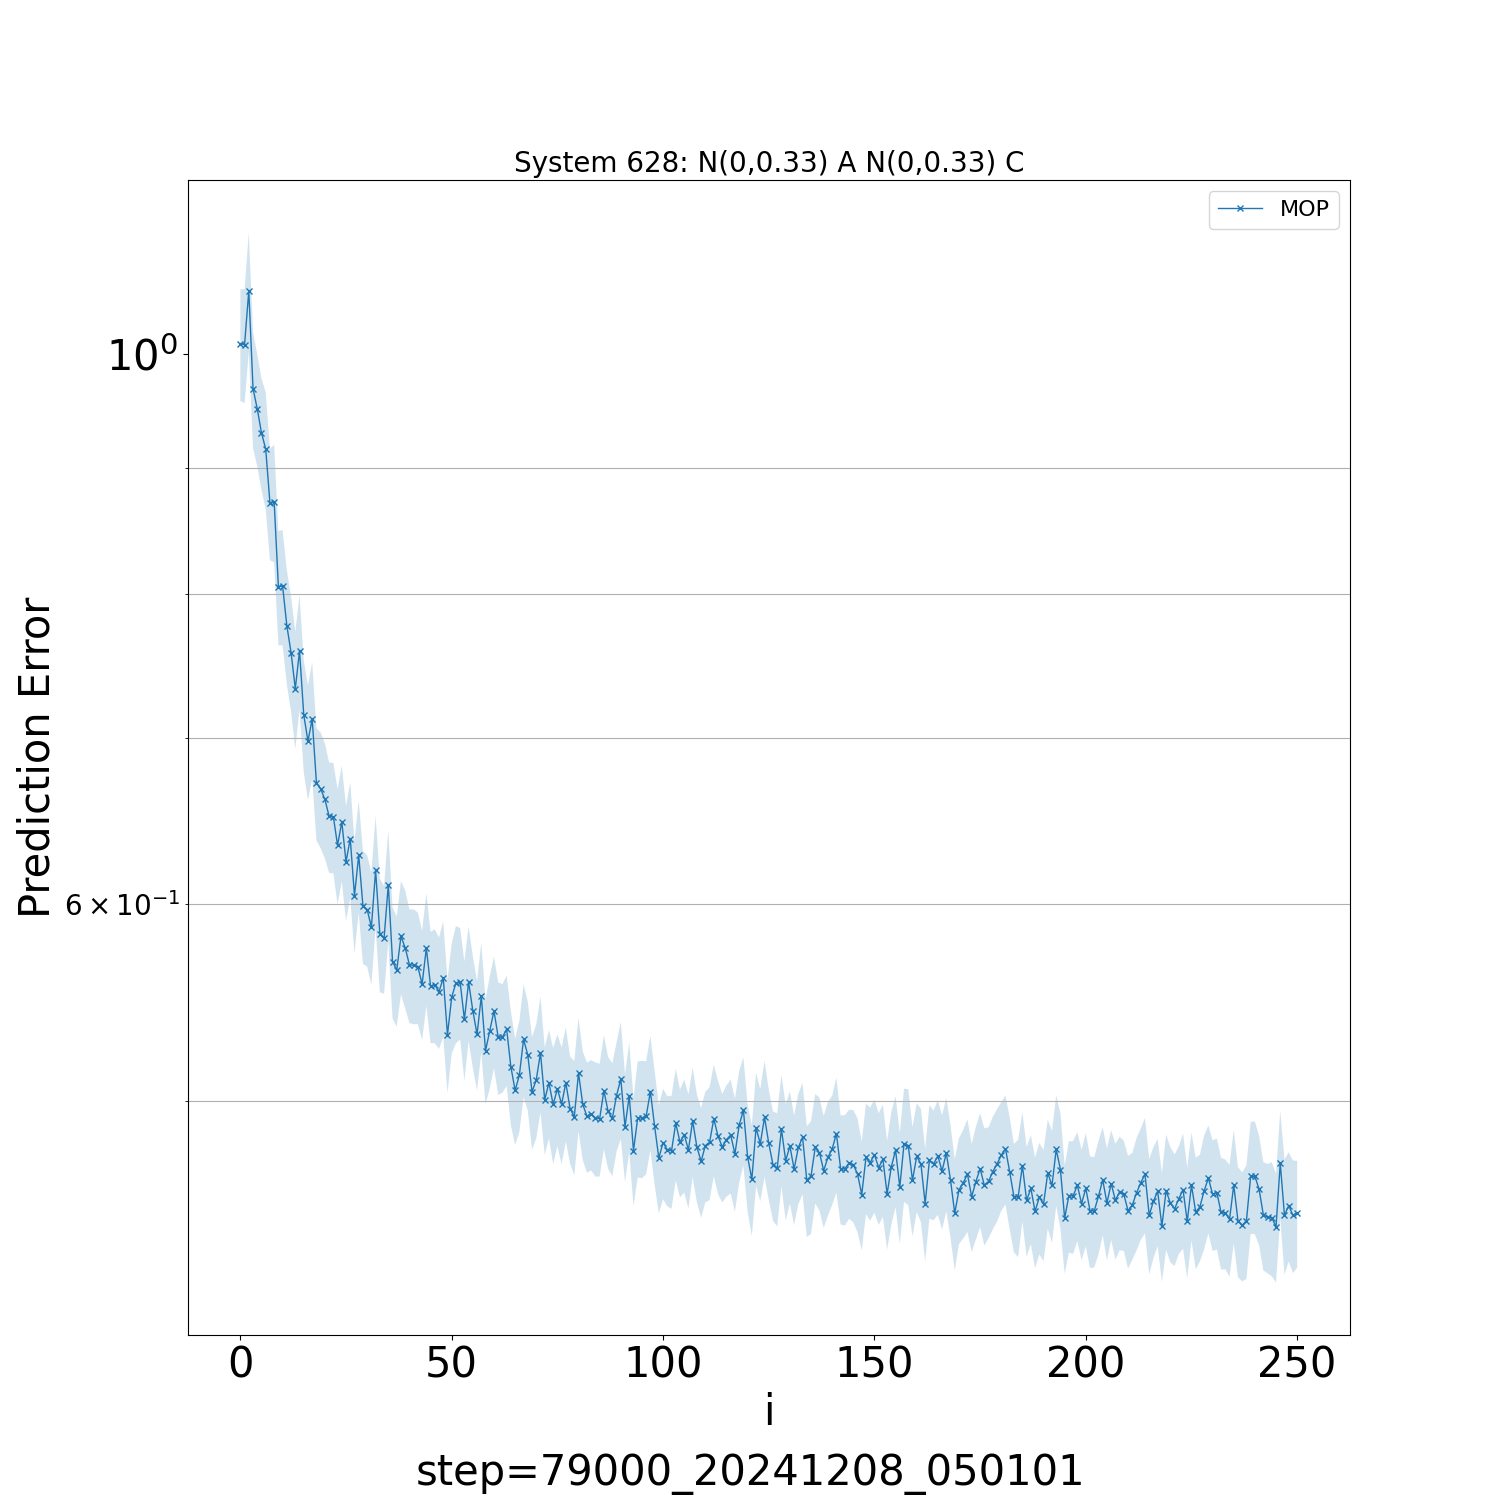 System 628: N(0,0.33) A N(0,0.33) C
MOP
10⁰
6 × 10⁻¹
Prediction Error
0 50 100 150 200 250
i
step=79000_20241208_050101